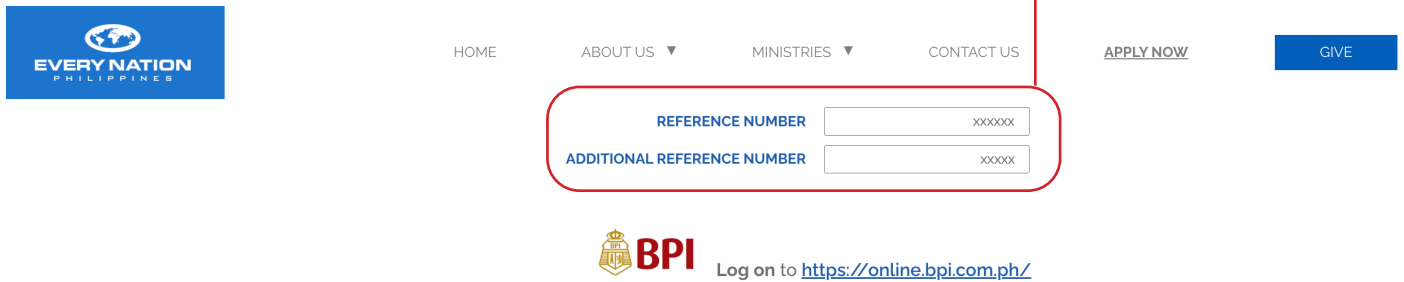 EVERY NATION
PHILIPPINES
HOME ABOUT US ▼ MINISTRIES ▼ CONTACT US APPLY NOW GIVE
REFERENCE NUMBER xxxxxx
ADDITIONAL REFERENCE NUMBER xxxxx
BPI BPI Log on to https://online.bpi.com.ph/